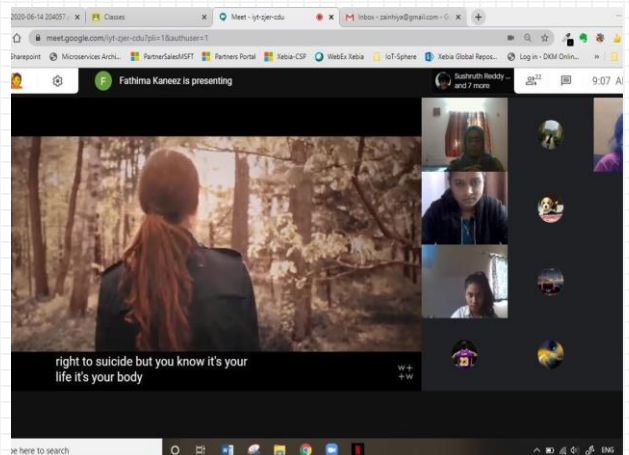 2020-06-14 204057
Classes
Meet - iyt-zjer-cdu
Inbox - zainhiya@gmail.com - G
meet.google.com/iyt-zjer-cdu?pli=1&authuser=1
Sharepoint
Microservices Archi...
PartnerSalesMSFT
Partners Portal
Xebia-CSP
WebEx Xebia
IoT-Sphere
Xebia Global Repos...
Log in - DKM Onlin...
F
Fathima Kaneez is presenting
Sushruth Reddy ...
and 7 more
22
9:07 A
right to suicide but you know it's your
life it's your body
W+
+W
pe here to search
ENG